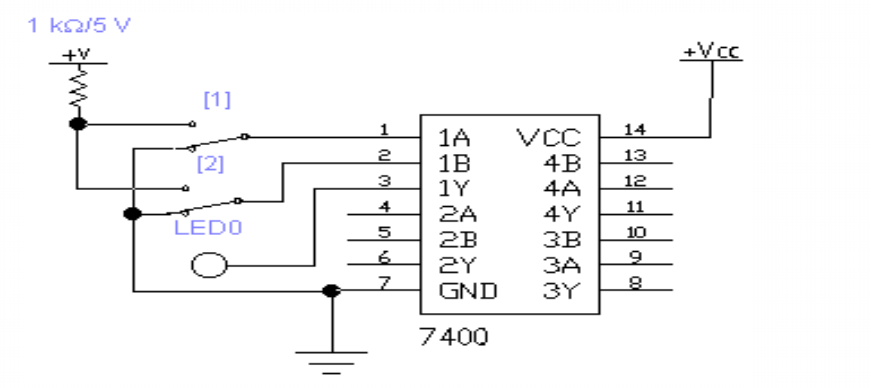 1 kΩ/5 V
+V
+Vcc
[1]
[2]
LED0
1 1A VCC 14
2 1B 4B 13
3 1Y 4A 12
4 2A 4Y 11
5 2B 3B 10
6 2Y 3A 9
7 GND 3Y 8
7400